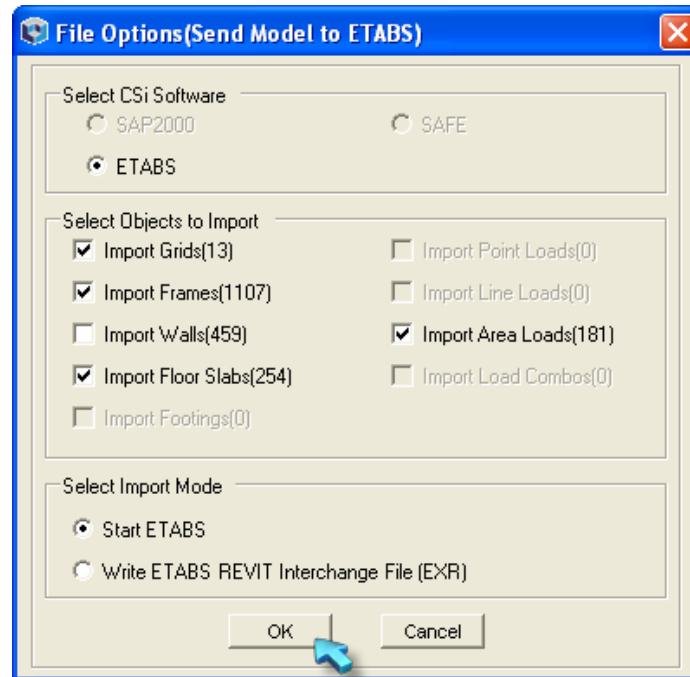 File Options(Send Model to ETABS)
Select CSi Software
SAP2000
SAFE
ETABS
Select Objects to Import
Import Grids(13)
Import Point Loads(0)
Import Frames(1107)
Import Line Loads(0)
Import Walls(459)
Import Area Loads(181)
Import Floor Slabs(254)
Import Load Combos(0)
Import Footings(0)
Select Import Mode
Start ETABS
Write ETABS REVIT Interchange File (EXR)
OK
Cancel